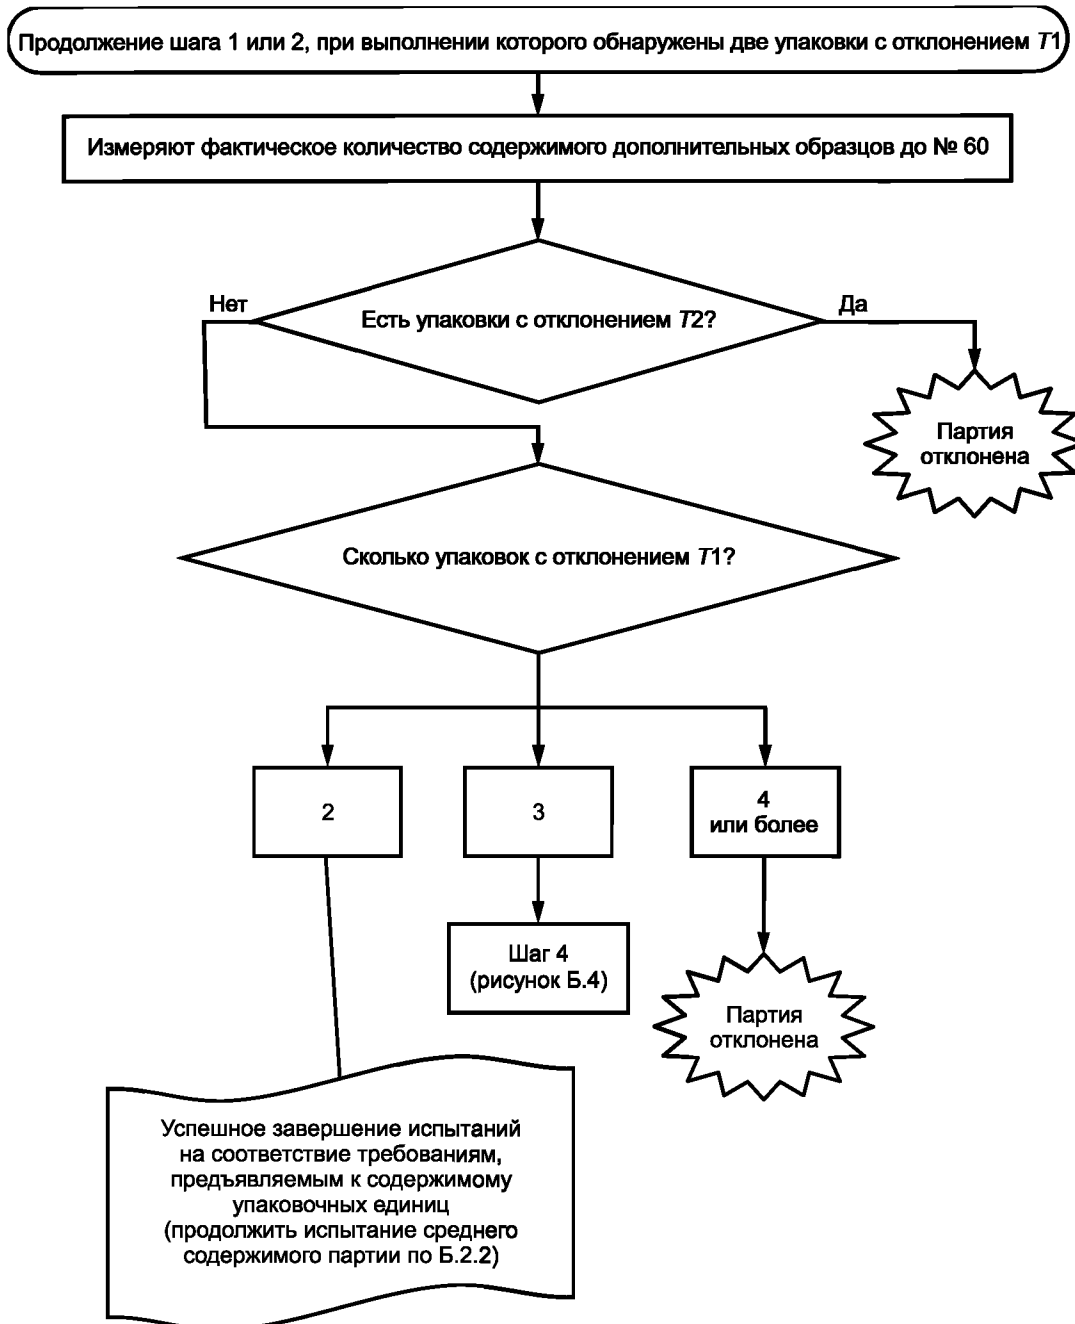 Продолжение шага 1 или 2, при выполнении которого обнаружены две упаковки с отклонением T1
Измеряют фактическое количество содержимого дополнительных образцов до № 60
Нет
Да
Есть упаковки с отклонением T2?
Партия
отклонена
Сколько упаковок с отклонением T1?
2
3
4
или более
Шаг 4
(рисунок Б.4)
Партия
отклонена
Успешное завершение испытаний
на соответствие требованиям,
предъявляемым к содержимому
упаковочных единиц
(продолжить испытание среднего
содержимого партии по Б.2.2)